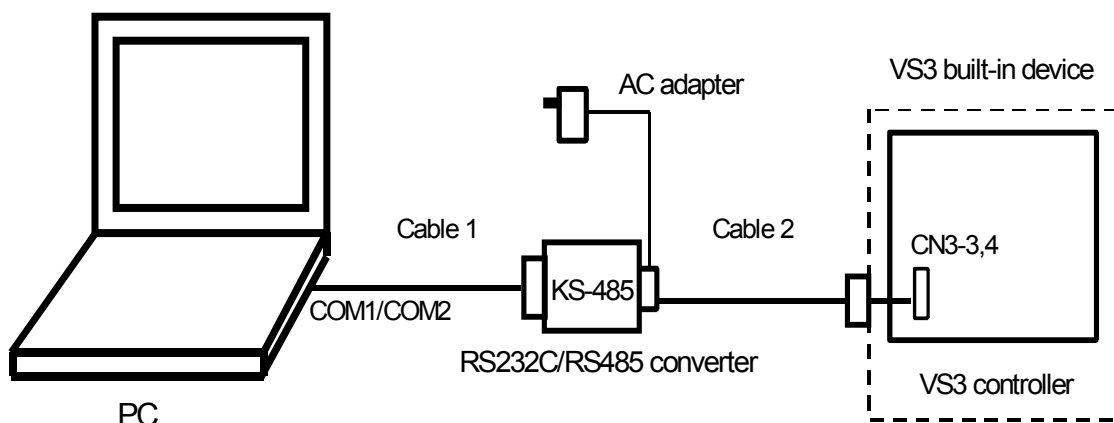 VS3 built-in device
AC adapter
Cable 1
Cable 2
CN3-3,4
KS-485
COM1/COM2
RS232C/RS485 converter
VS3 controller
PC